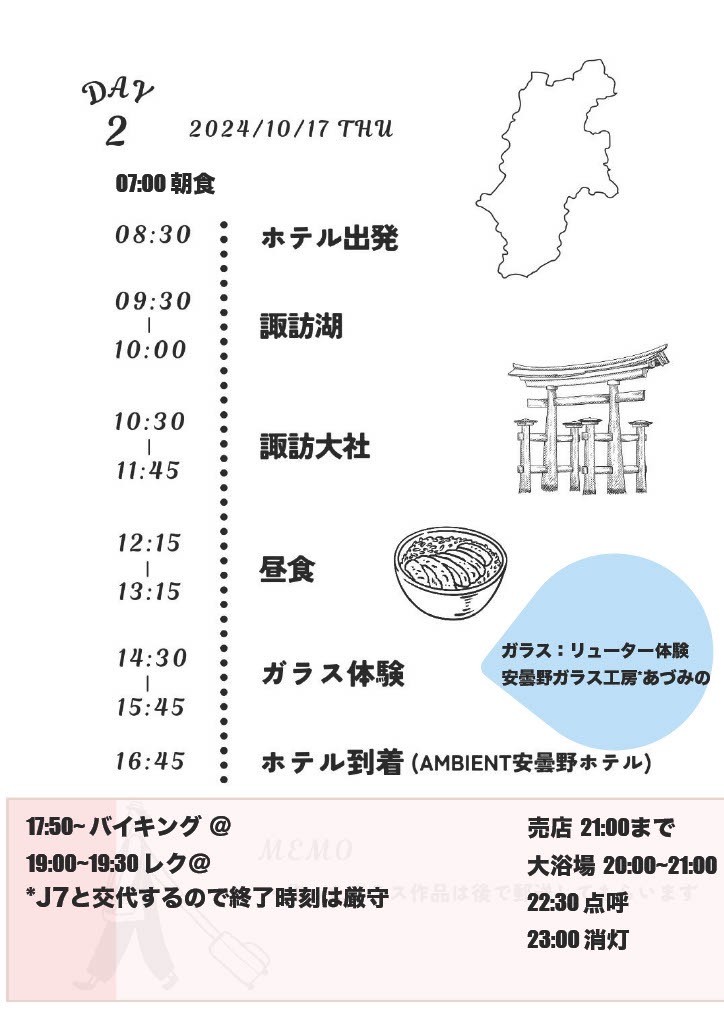 DAY
2
2024/10/17 THU
07:00 朝食
08:30 ホテル出発
09:30
|
10:00
諏訪湖
10:30
|
11:45
諏訪大社
12:15
|
13:15
昼食
14:30
|
15:45
ガラス体験
ガラス：リューター体験
安曇野ガラス工房*あづみの
16:45 ホテル到着 (AMBIENT安曇野ホテル)
17:50~ バイキング @
19:00~19:30 レク@
*J7と交代するので終了時刻は厳守
MEMO
ス作品は後で郵送してもらいます
売店 21:00まで
大浴場 20:00~21:00
22:30 点呼
23:00 消灯